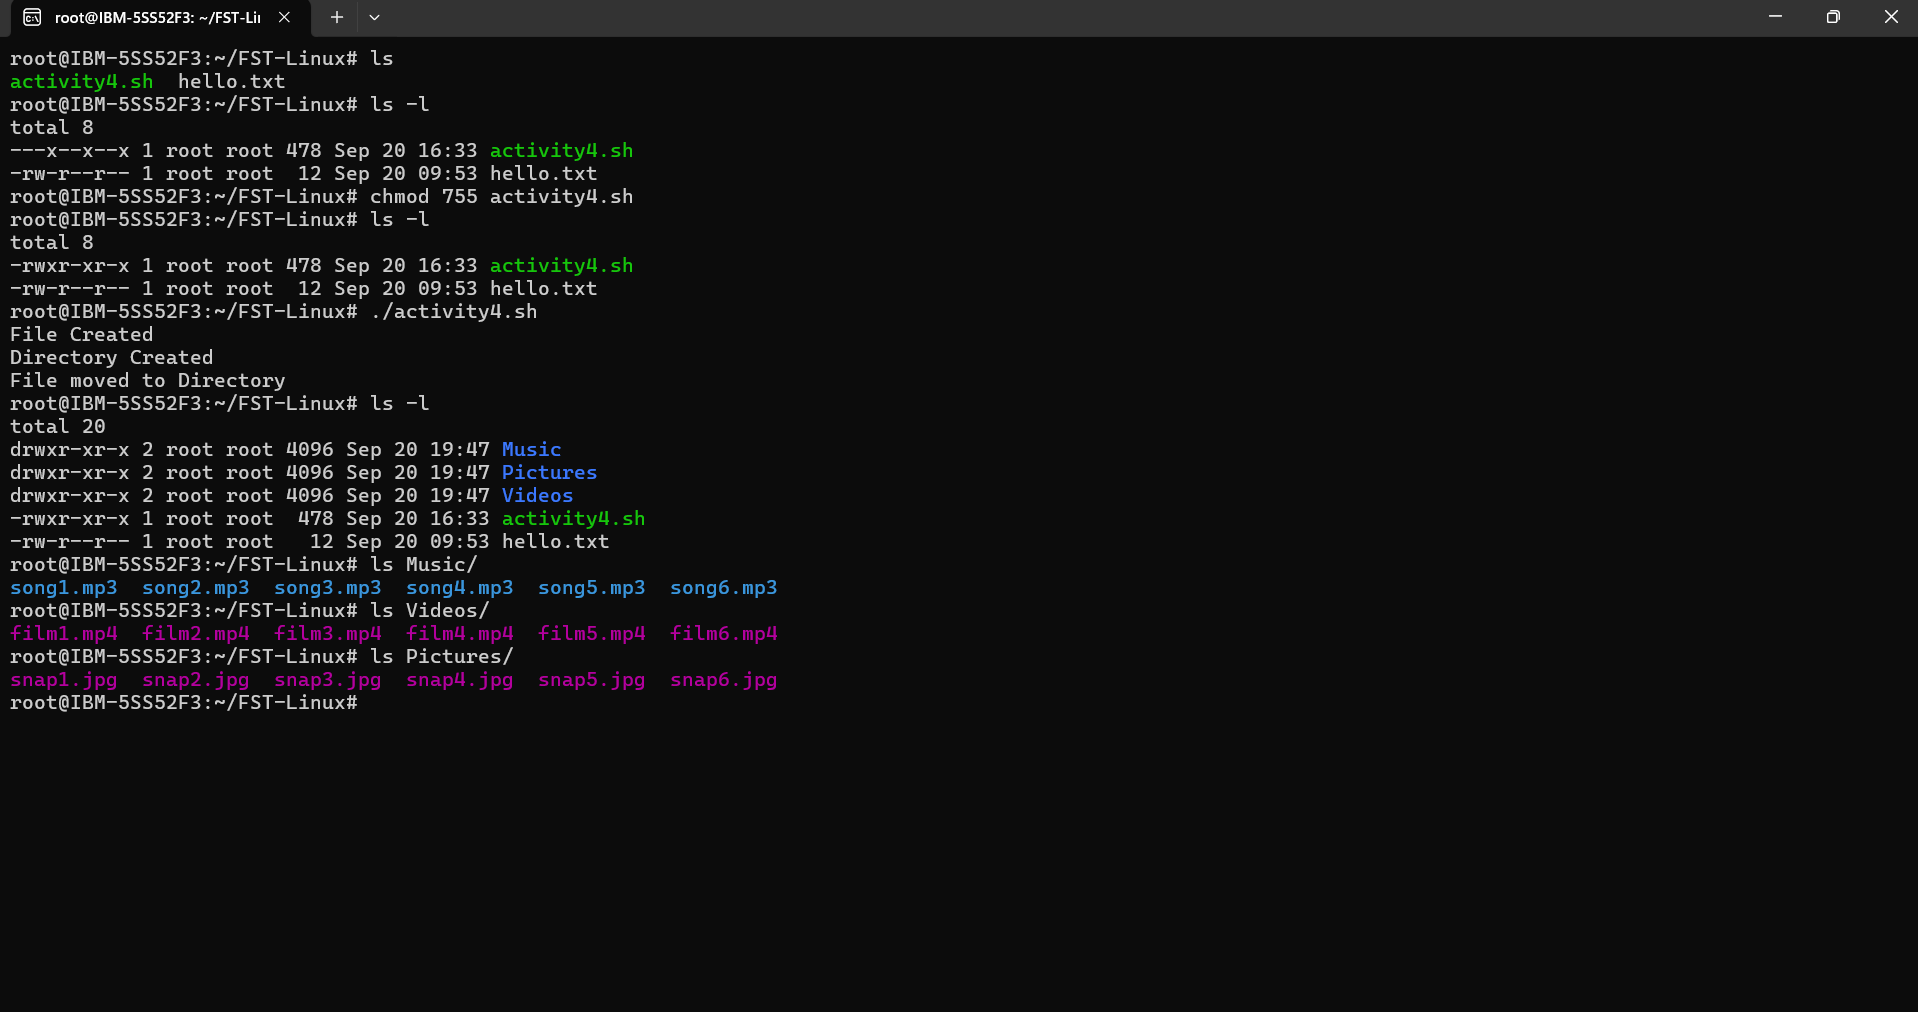 root@IBM-5SS52F3: ~/FST-Li
root@IBM-5SS52F3:~/FST-Linux# ls
activity4.sh  hello.txt
root@IBM-5SS52F3:~/FST-Linux# ls -l
total 8
---x--x--x 1 root root 478 Sep 20 16:33 activity4.sh
-rw-r--r-- 1 root root  12 Sep 20 09:53 hello.txt
root@IBM-5SS52F3:~/FST-Linux# chmod 755 activity4.sh
root@IBM-5SS52F3:~/FST-Linux# ls -l
total 8
-rwxr-xr-x 1 root root 478 Sep 20 16:33 activity4.sh
-rw-r--r-- 1 root root  12 Sep 20 09:53 hello.txt
root@IBM-5SS52F3:~/FST-Linux# ./activity4.sh
File Created
Directory Created
File moved to Directory
root@IBM-5SS52F3:~/FST-Linux# ls -l
total 20
drwxr-xr-x 2 root root 4096 Sep 20 19:47 Music
drwxr-xr-x 2 root root 4096 Sep 20 19:47 Pictures
drwxr-xr-x 2 root root 4096 Sep 20 19:47 Videos
-rwxr-xr-x 1 root root  478 Sep 20 16:33 activity4.sh
-rw-r--r-- 1 root root   12 Sep 20 09:53 hello.txt
root@IBM-5SS52F3:~/FST-Linux# ls Music/
song1.mp3  song2.mp3  song3.mp3  song4.mp3  song5.mp3  song6.mp3
root@IBM-5SS52F3:~/FST-Linux# ls Videos/
film1.mp4  film2.mp4  film3.mp4  film4.mp4  film5.mp4  film6.mp4
root@IBM-5SS52F3:~/FST-Linux# ls Pictures/
snap1.jpg  snap2.jpg  snap3.jpg  snap4.jpg  snap5.jpg  snap6.jpg
root@IBM-5SS52F3:~/FST-Linux#